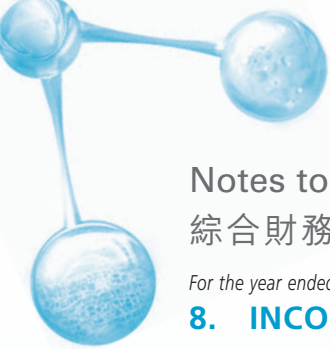 Notes to
綜合財務
For the year ended
8. INCO